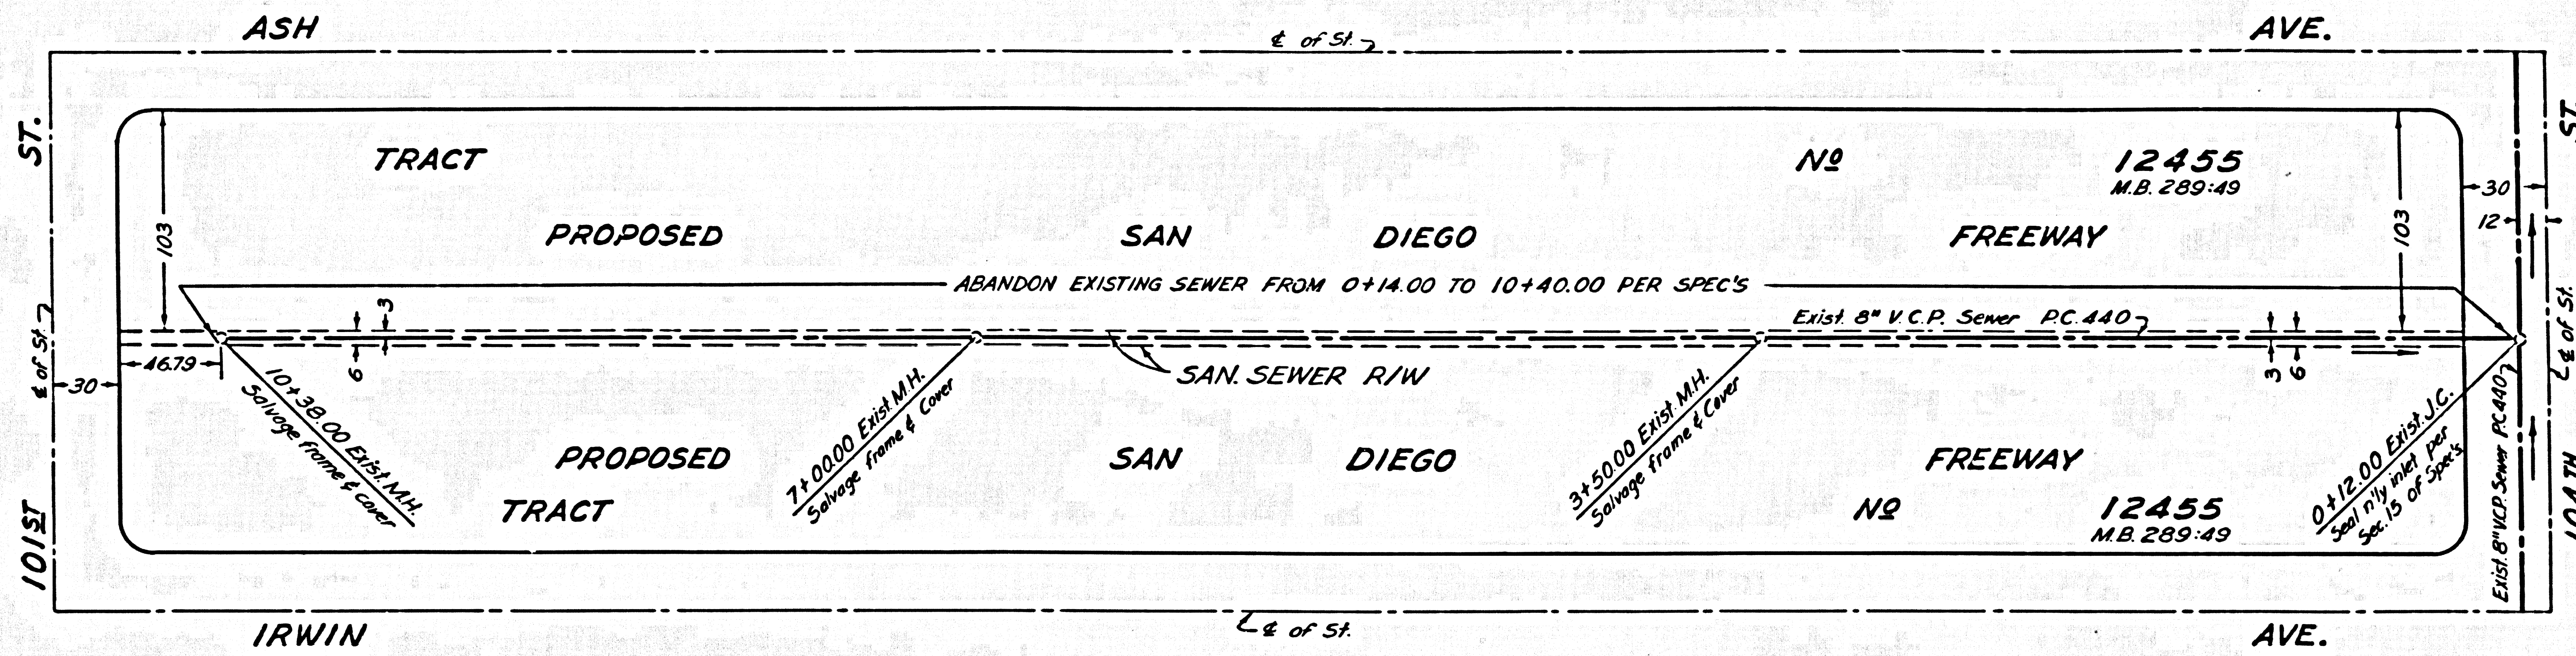 ASH AVE.
℄ of St.
ST.
ST
TRACT Nº 12455
M.B. 289:49
30
12
103
103
PROPOSED SAN DIEGO FREEWAY
ABANDON EXISTING SEWER FROM 0+14.00 TO 10+40.00 PER SPEC'S
Exist. 8" V.C.P. Sewer P.C. 440
3
6
3
6
℄ of St.
℄ of St.
46.79
30
SAN. SEWER R/W
10+38.00 Exist. M.H.
Salvage frame & cover
7+00.00 Exist. M.H.
Salvage frame & Cover
3+50.00 Exist. M.H.
Salvage frame & Cover
0+12.00 Exist. J.C.
Seal n'ly inlet per
Sec. 15 of Spec's.
Exist. 8" V.C.P. Sewer P.C. 440
PROPOSED SAN DIEGO FREEWAY
TRACT Nº 12455
M.B. 289:49
101ST
104TH
℄ of St.
IRWIN AVE.